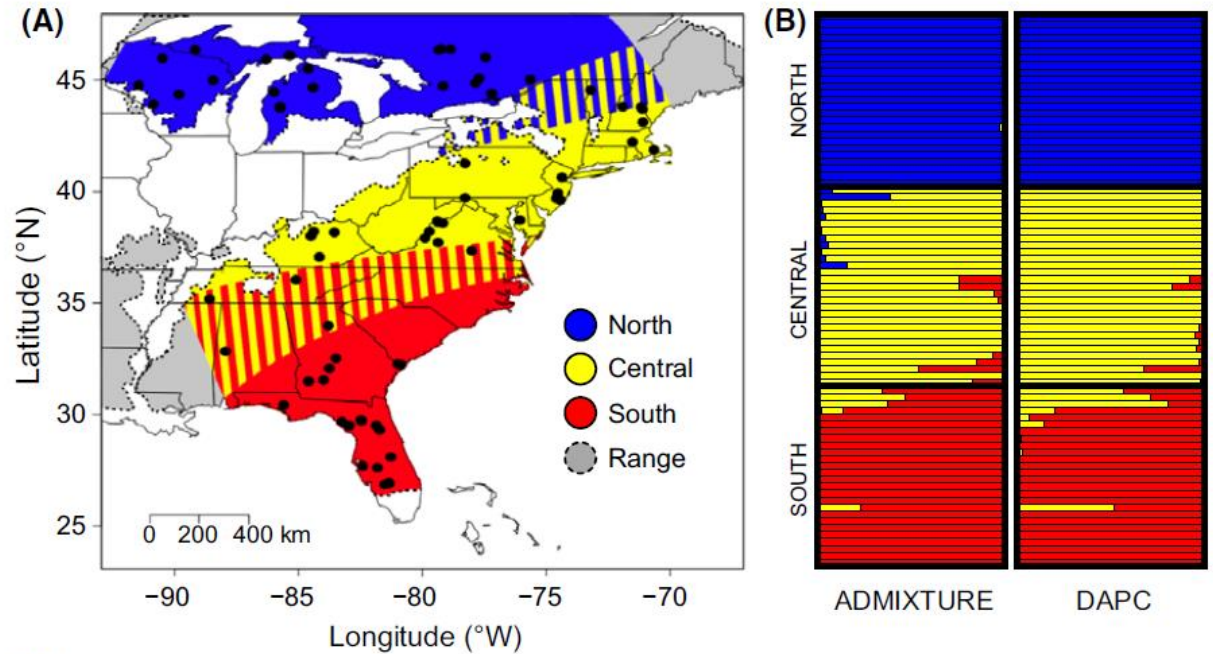 (A)
(B)
45
40
35
30
25
Latitude (°N)
North
Central
South
Range
0 200 400 km
−90 −85 −80 −75 −70
Longitude (°W)
NORTH
CENTRAL
SOUTH
ADMIXTURE DAPC